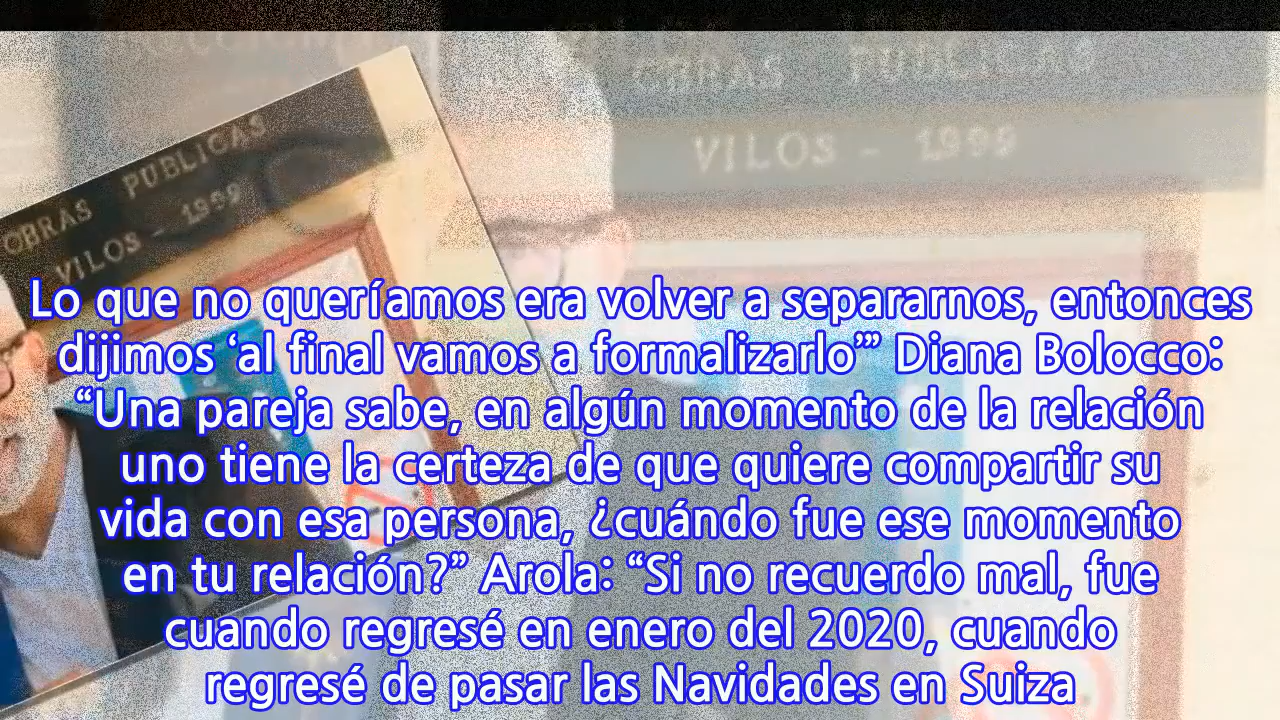 OBRAS PUBLICAS
VILOS - 1999
OBRAS PUBLICAS
VILOS - 1999
Lo que no queríamos era volver a separarnos, entonces
dijimos ‘al final vamos a formalizarlo’” Diana Bolocco:
“Una pareja sabe, en algún momento de la relación
uno tiene la certeza de que quiere compartir su
vida con esa persona, ¿cuándo fue ese momento
en tu relación?” Arola: “Si no recuerdo mal, fue
cuando regresé en enero del 2020, cuando
regresé de pasar las Navidades en Suiza